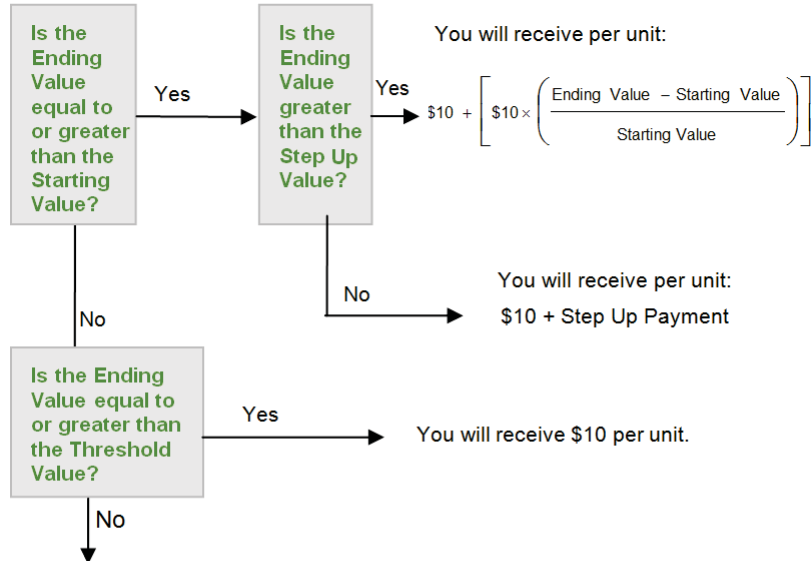 Is the
Ending
Value
equal to
or greater
than the
Starting
Value?
Yes
Is the
Ending
Value
greater
than the
Step Up
Value?
Yes
You will receive per unit:
$10 + [ $10 × ( (Ending Value – Starting Value) / Starting Value ) ]
No
You will receive per unit:
$10 + Step Up Payment
No
Is the Ending
Value equal to
or greater than
the Threshold
Value?
Yes
You will receive $10 per unit.
No